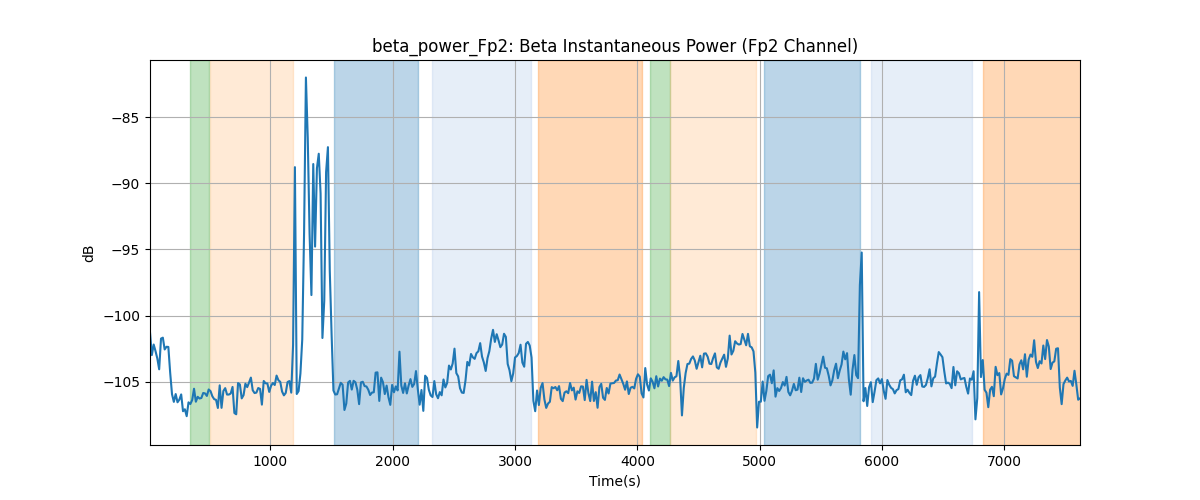 beta_power_Fp2: Beta Instantaneous Power (Fp2 Channel)
−85
−90
−95
−100
−105
dB
1000 2000 3000 4000 5000 6000 7000
Time(s)